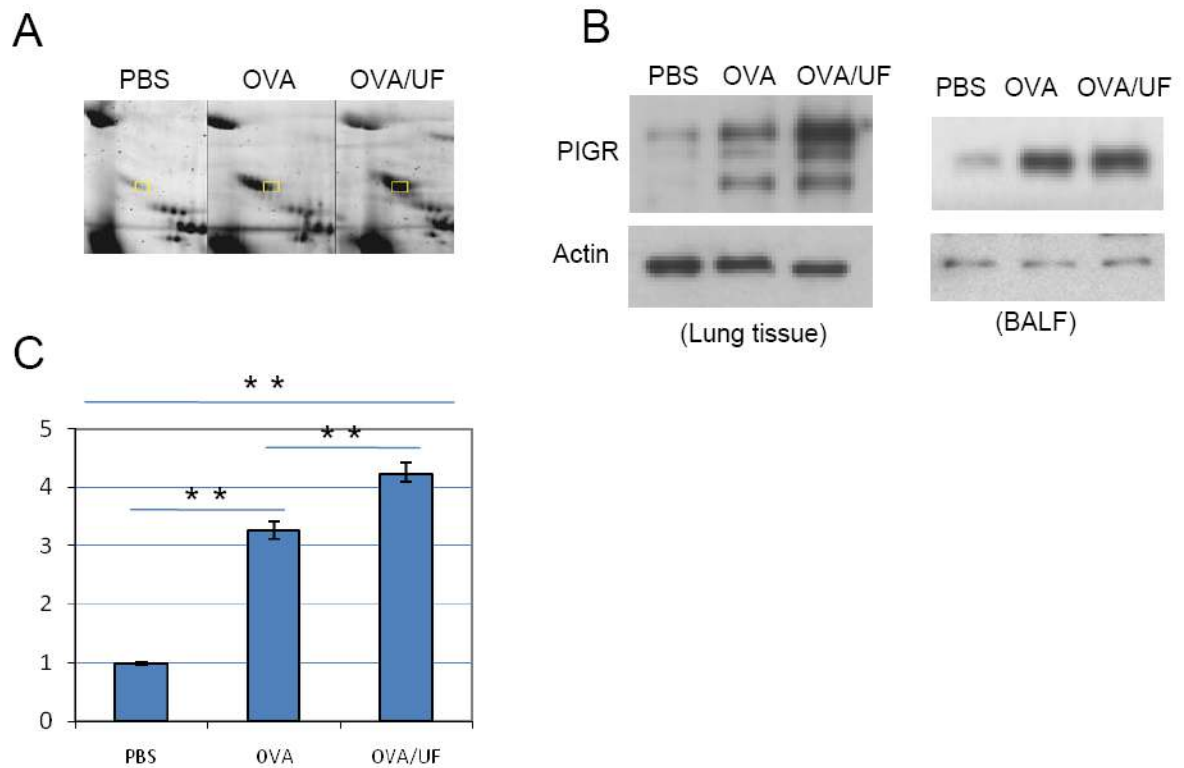 A
PBS OVA OVA/UF
B
PBS OVA OVA/UF
PBS OVA OVA/UF
PIGR
Actin
(Lung tissue)
(BALF)
C
* *
* *
* *
5
4
3
2
1
0
PBS OVA OVA/UF